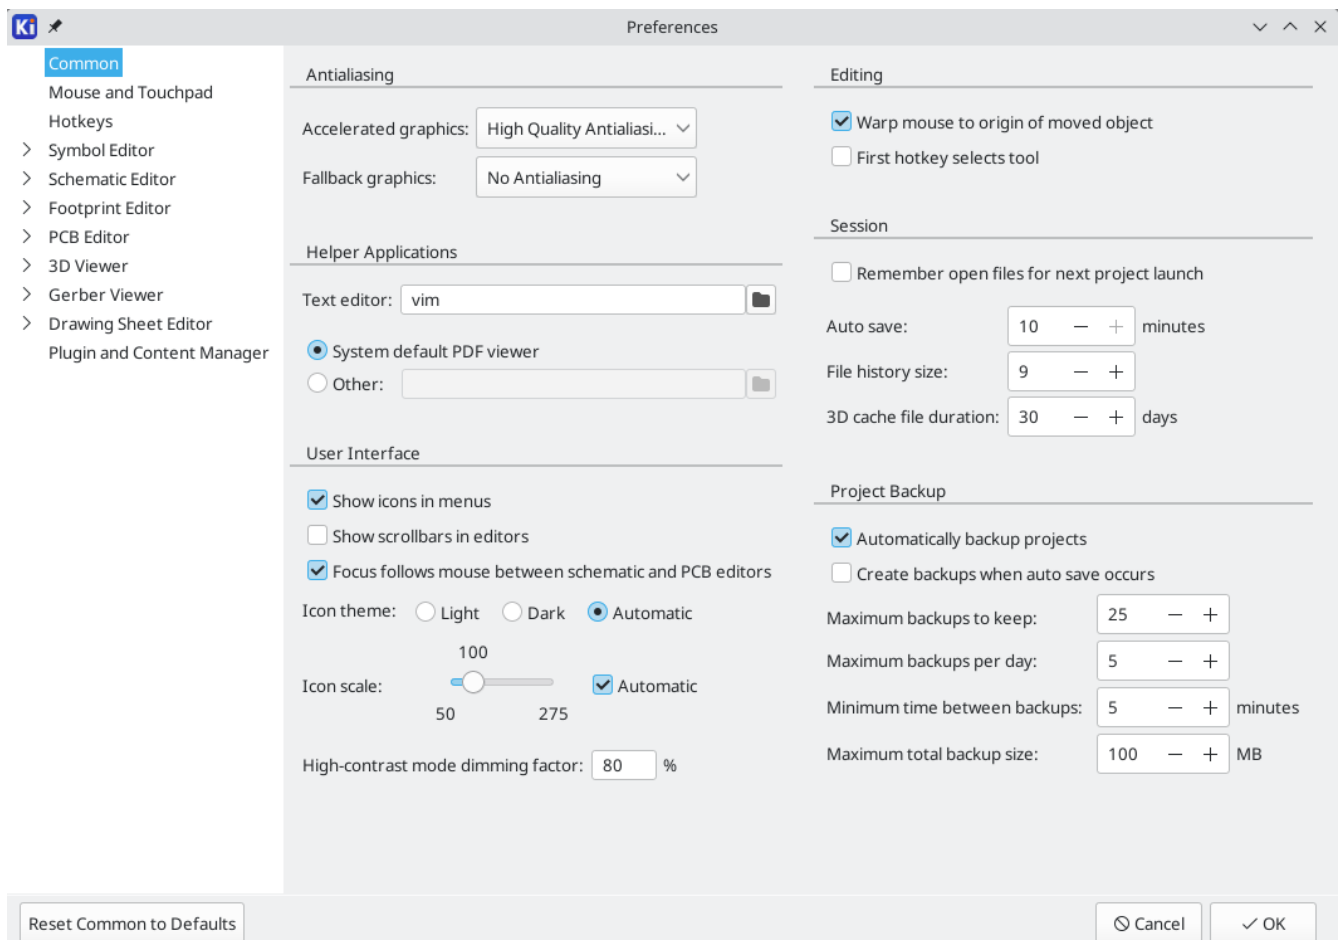 Ki
Preferences
Common
Mouse and Touchpad
Hotkeys
Symbol Editor
Schematic Editor
Footprint Editor
PCB Editor
3D Viewer
Gerber Viewer
Drawing Sheet Editor
Plugin and Content Manager
Antialiasing
Accelerated graphics: High Quality Antialiasi...
Fallback graphics: No Antialiasing
Helper Applications
Text editor: vim
System default PDF viewer
Other:
User Interface
Show icons in menus
Show scrollbars in editors
Focus follows mouse between schematic and PCB editors
Icon theme: Light Dark Automatic
100
Icon scale: Automatic
50 275
High-contrast mode dimming factor: 80 %
Editing
Warp mouse to origin of moved object
First hotkey selects tool
Session
Remember open files for next project launch
Auto save: 10 − + minutes
File history size: 9 − +
3D cache file duration: 30 − + days
Project Backup
Automatically backup projects
Create backups when auto save occurs
Maximum backups to keep: 25 − +
Maximum backups per day: 5 − +
Minimum time between backups: 5 − + minutes
Maximum total backup size: 100 − + MB
Reset Common to Defaults
Cancel
OK